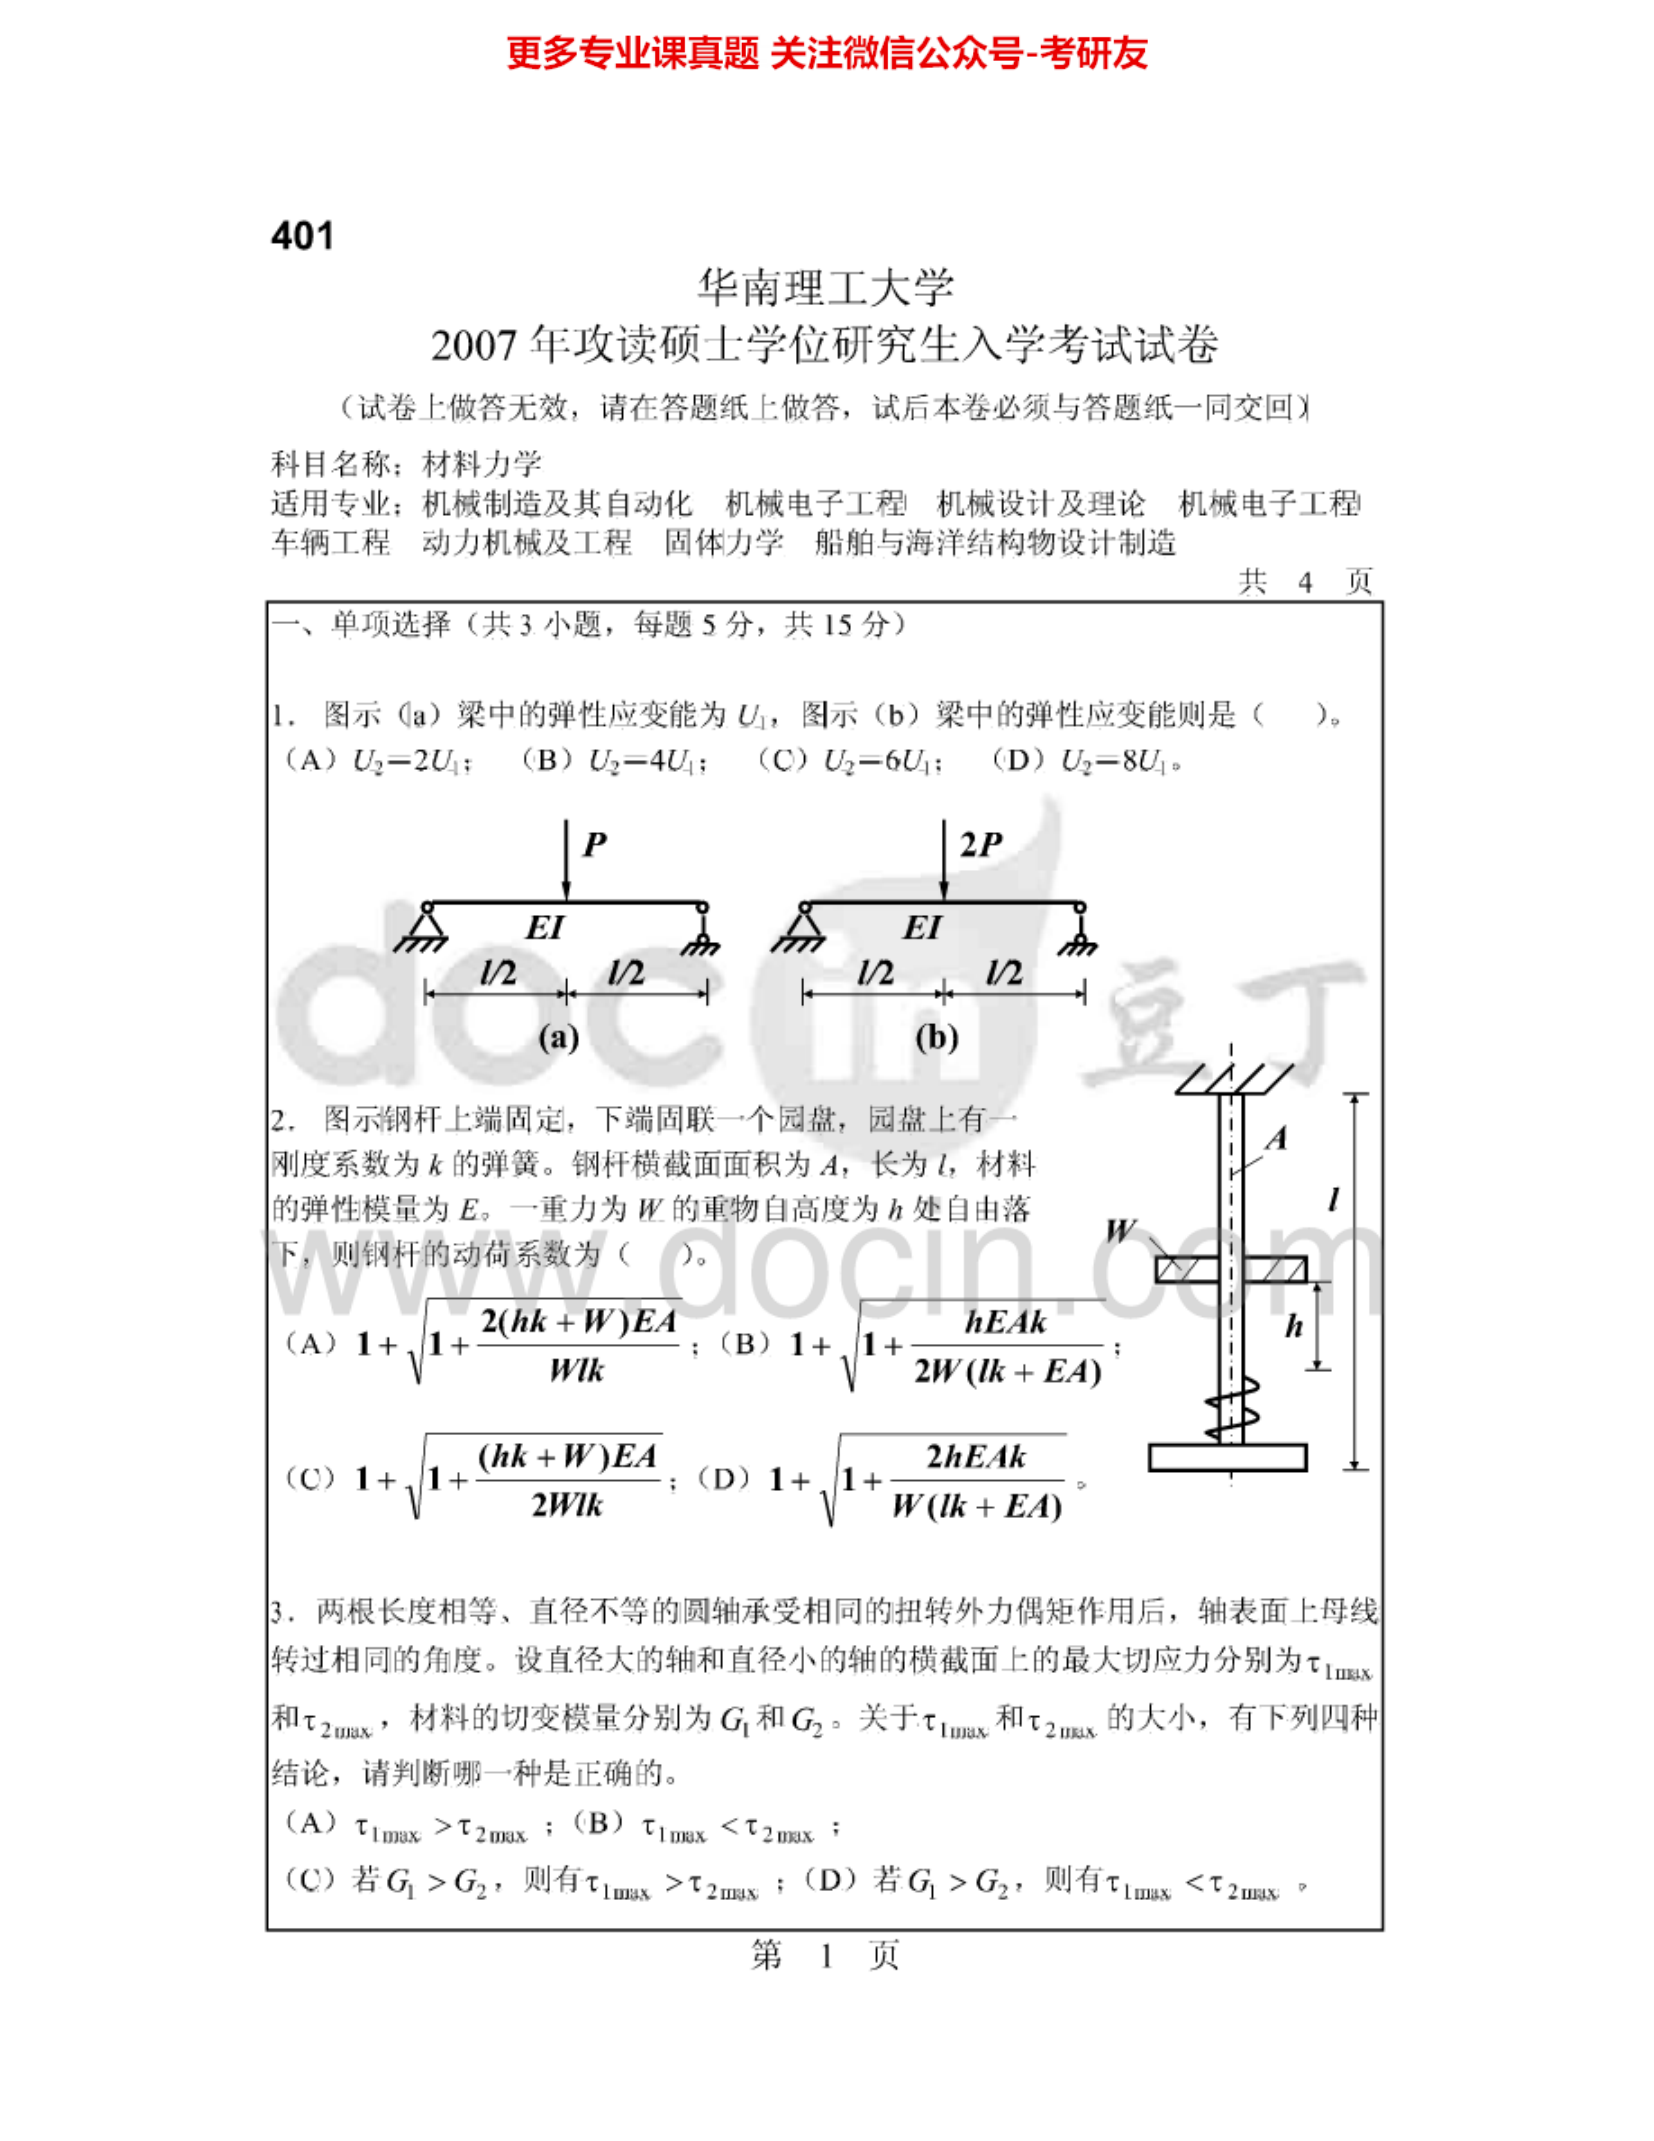 更多专业课真题 关注微信公众号-考研友
401
华南理工大学
2007 年攻读硕士学位研究生入学考试试卷
（试卷上做答无效，请在答题纸上做答，试后本卷必须与答题纸一同交回）
科目名称：材料力学
适用专业：机械制造及其自动化 机械电子工程 机械设计及理论 机械电子工程
车辆工程 动力机械及工程 固体力学 船舶与海洋结构物设计制造
共 4 页
一、单项选择（共 3 小题，每题 5 分，共 15 分）
1. 图示（a）梁中的弹性应变能为 U₁，图示（b）梁中的弹性应变能则是（ ）。
（A）U₂=2U₁； （B）U₂=4U₁； （C）U₂=6U₁； （D）U₂=8U₁。
P 2P
EI EI
l/2 l/2 l/2 l/2
(a) (b)
docin 豆丁
2. 图示钢杆上端固定，下端固联一个园盘，园盘上有一
刚度系数为 k 的弹簧。钢杆横截面面积为 A，长为 l，材料
的弹性模量为 E。一重力为 W 的重物自高度为 h 处自由落
下，则钢杆的动荷系数为（ ）。
www.docin.com
A
l
W
h
（A）1+√(1+2(hk+W)EA/Wlk)；（B）1+√(1+hEAk/2W(lk+EA))；
（C）1+√(1+(hk+W)EA/2Wlk)；（D）1+√(1+2hEAk/W(lk+EA))。
3. 两根长度相等、直径不等的圆轴承受相同的扭转外力偶矩作用后，轴表面上母线
转过相同的角度。设直径大的轴和直径小的轴的横截面上的最大切应力分别为τ1max
和τ2max，材料的切变模量分别为 G₁和 G₂。关于τ1max 和τ2max 的大小，有下列四种
结论，请判断哪一种是正确的。
（A）τ1max >τ2max ；（B）τ1max <τ2max ；
（C）若 G₁ > G₂，则有τ1max >τ2max ；（D）若 G₁ > G₂，则有τ1max <τ2max 。
第 1 页